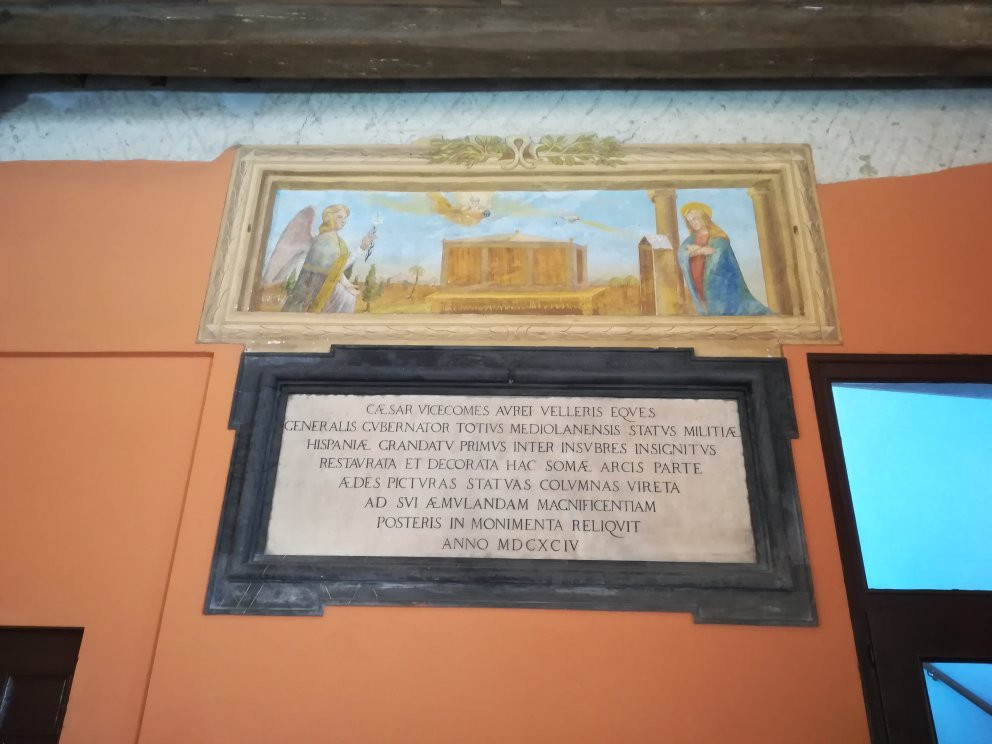 CÆSAR VICECOMES AVREI VELLERIS EQVES
GENERALIS GVBERNATOR TOTIVS MEDIOLANENSIS STATVS MILITIÆ
HISPANIÆ GRANDATV PRIMVS INTER INSVBRES INSIGNITVS
RESTAVRATA ET DECORATA HAC SOMÆ ARCIS PARTE
ÆDES PICTVRAS STATVAS COLVMNAS VIRETA
AD SVI ÆMVLANDAM MAGNIFICENTIAM
POSTERIS IN MONIMENTA RELIQVIT
ANNO MDCXCIV